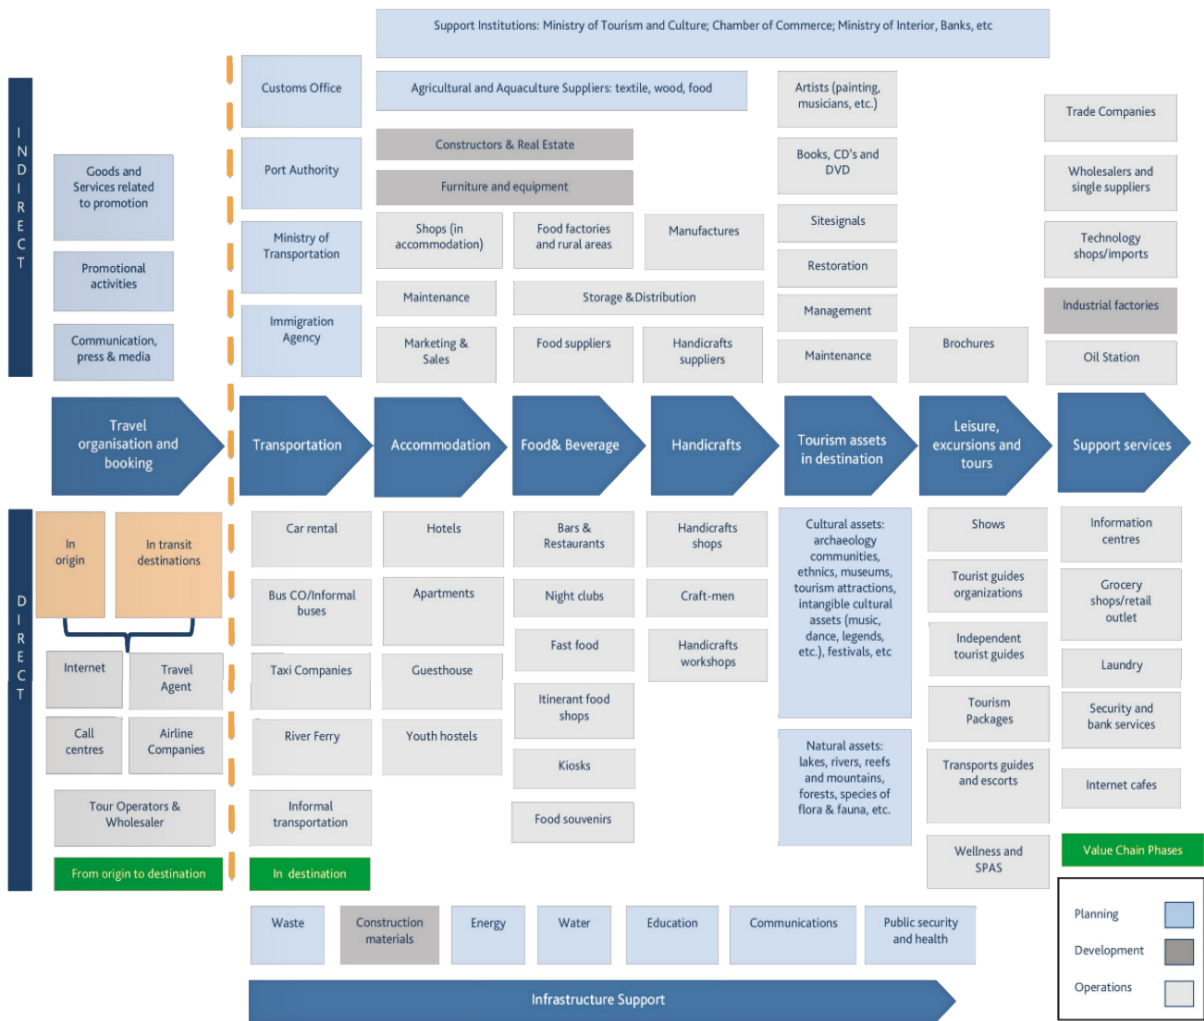 Support Institutions: Ministry of Tourism and Culture; Chamber of Commerce; Ministry of Interior, Banks, etc
INDIRECT
Goods and
Services related
to promotion
Promotional
activities
Communication,
press & media
Customs Office
Port Authority
Ministry of
Transportation
Immigration
Agency
Agricultural and Aquaculture Suppliers: textile, wood, food
Constructors & Real Estate
Furniture and equipment
Shops (in
accommodation)
Food factories
and rural areas
Manufactures
Maintenance
Storage &Distribution
Marketing &
Sales
Food suppliers
Handicrafts
suppliers
Artists (painting,
musicians, etc.)
Books, CD's and
DVD
Sitesignals
Restoration
Management
Maintenance
Brochures
Trade Companies
Wholesalers and
single suppliers
Technology
shops/imports
Industrial factories
Oil Station
Travel
organisation and
booking
Transportation
Accommodation
Food& Beverage
Handicrafts
Tourism assets
in destination
Leisure,
excursions and
tours
Support services
DIRECT
In
origin
In transit
destinations
Internet
Travel
Agent
Call
centres
Airline
Companies
Tour Operators &
Wholesaler
From origin to destination
Car rental
Bus CO/Informal
buses
Taxi Companies
River Ferry
Informal
transportation
In destination
Hotels
Apartments
Guesthouse
Youth hostels
Bars &
Restaurants
Night clubs
Fast food
Itinerant food
shops
Kiosks
Food souvenirs
Handicrafts
shops
Craft-men
Handicrafts
workshops
Cultural assets:
archaeology
communities,
ethnics, museums,
tourism attractions,
intangible cultural
assets (music,
dance, legends,
etc.), festivals, etc
Natural assets:
lakes, rivers, reefs
and mountains,
forests, species of
flora & fauna, etc.
Shows
Tourist guides
organizations
Independent
tourist guides
Tourism
Packages
Transports guides
and escorts
Wellness and
SPAS
Information
centres
Grocery
shops/retail
outlet
Laundry
Security and
bank services
Internet cafes
Value Chain Phases
Planning
Development
Operations
Waste
Construction
materials
Energy
Water
Education
Communications
Public security
and health
Infrastructure Support